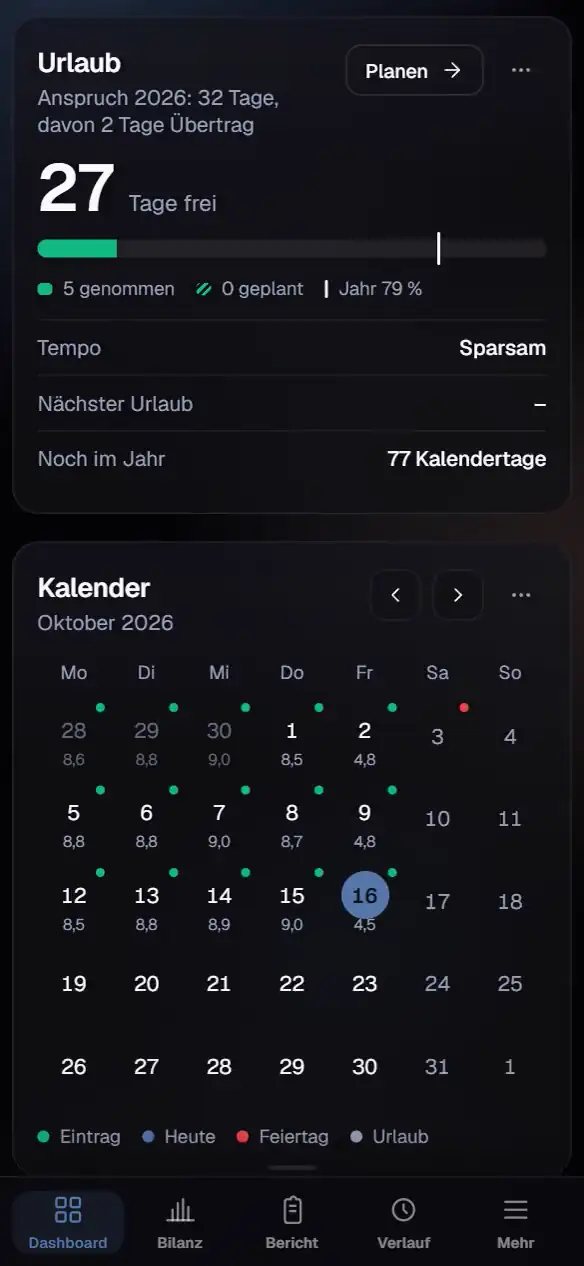 Urlaub
Planen →
Anspruch 2026: 32 Tage,
davon 2 Tage Übertrag
27 Tage frei
5 genommen 0 geplant Jahr 79 %
Tempo Sparsam
Nächster Urlaub –
Noch im Jahr 77 Kalendertage
Kalender
Oktober 2026
Mo Di Mi Do Fr Sa So
28 29 30 1 2 3 4
8,6 8,8 9,0 8,5 4,8
5 6 7 8 9 10 11
8,8 8,8 9,0 8,7 4,8
12 13 14 15 16 17 18
8,5 8,8 8,9 9,0 4,5
19 20 21 22 23 24 25
26 27 28 29 30 31 1
Eintrag Heute Feiertag Urlaub
Dashboard Bilanz Bericht Verlauf Mehr